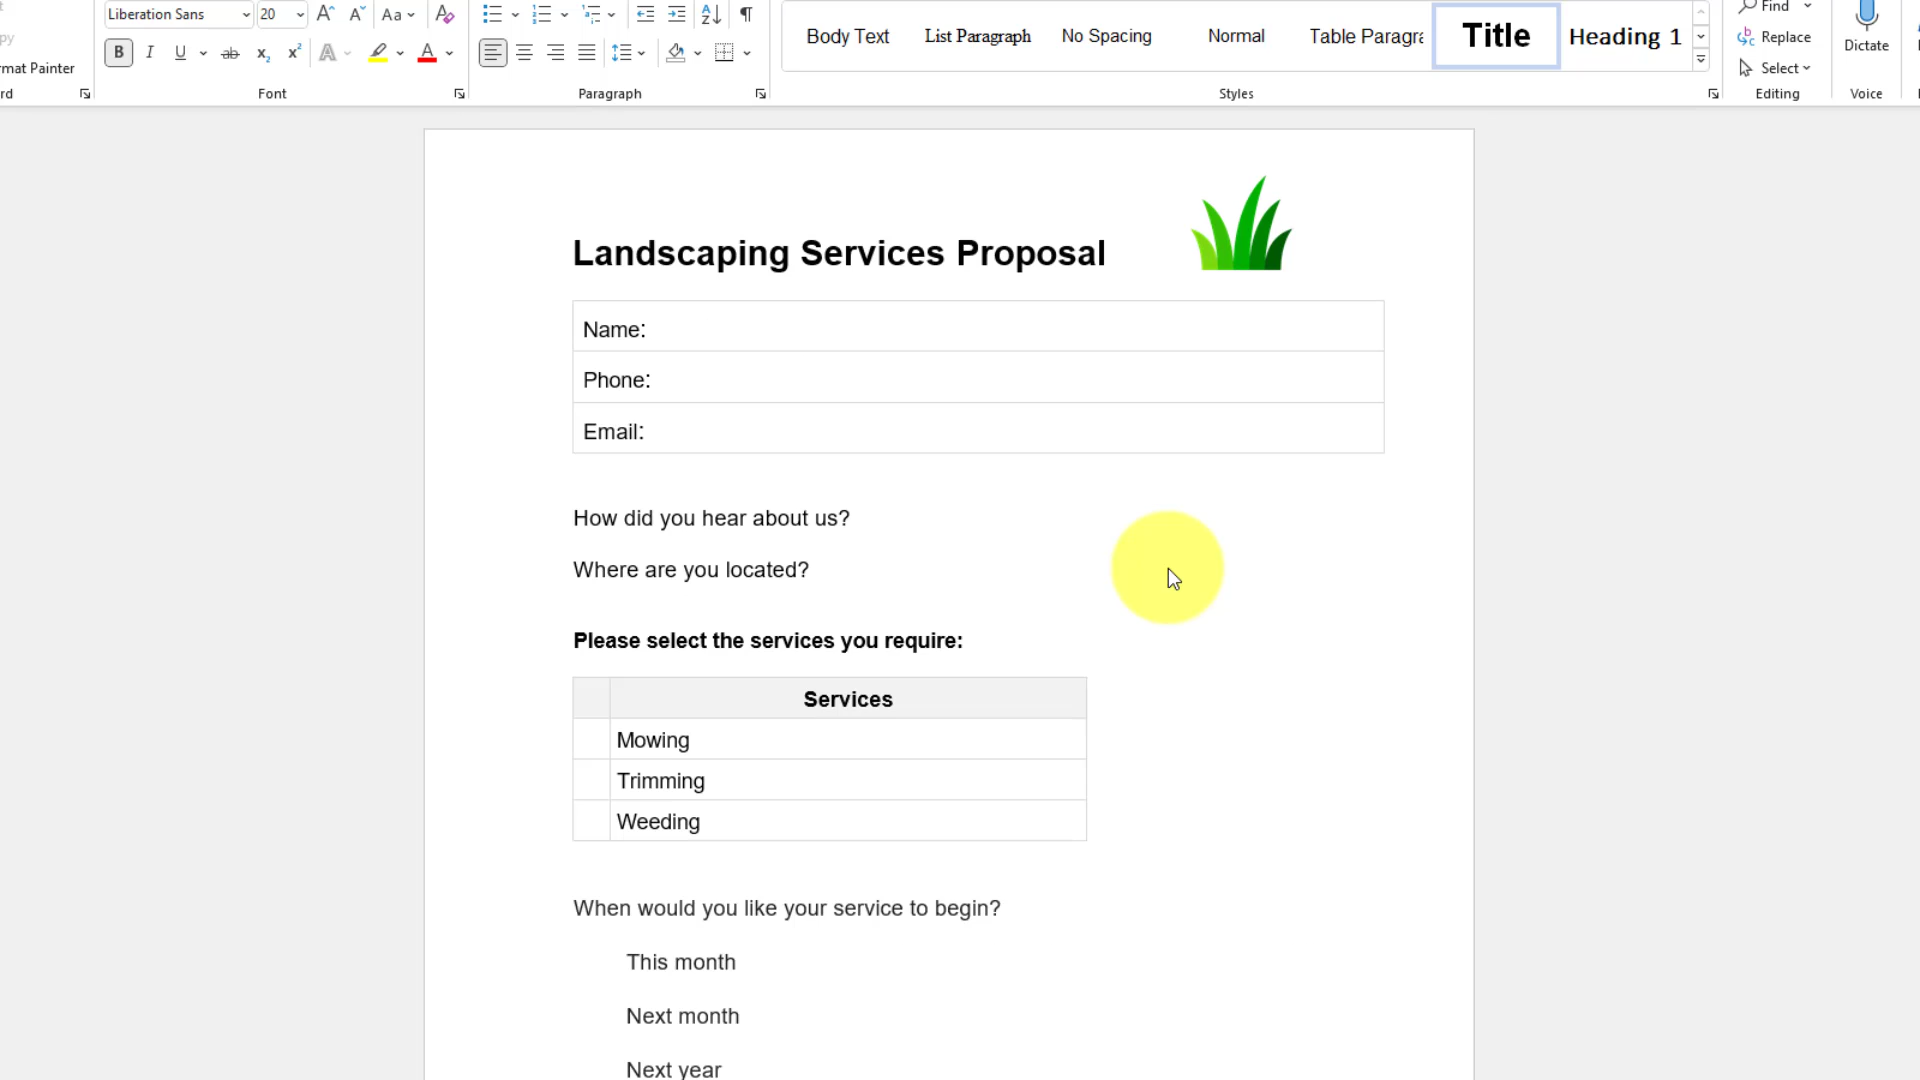 Liberation Sans 20 Aa
Find
B I U ab x₂ x² A A
Body Text List Paragraph No Spacing Normal Table Paragra Title Heading 1
Replace
Dictate
py
rmat Painter
Select
rd Font Paragraph Styles Editing Voice
Landscaping Services Proposal
Name:
Phone:
Email:
How did you hear about us?
Where are you located?
Please select the services you require:
Services
Mowing
Trimming
Weeding
When would you like your service to begin?
This month
Next month
Next year